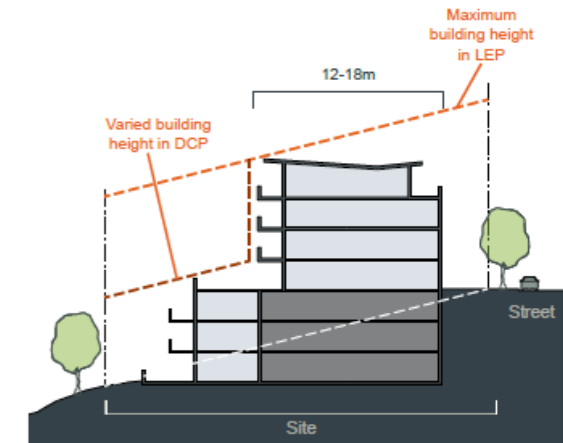 Maximum
building height
in LEP
12-18m
Varied building
height in DCP
Street
Site